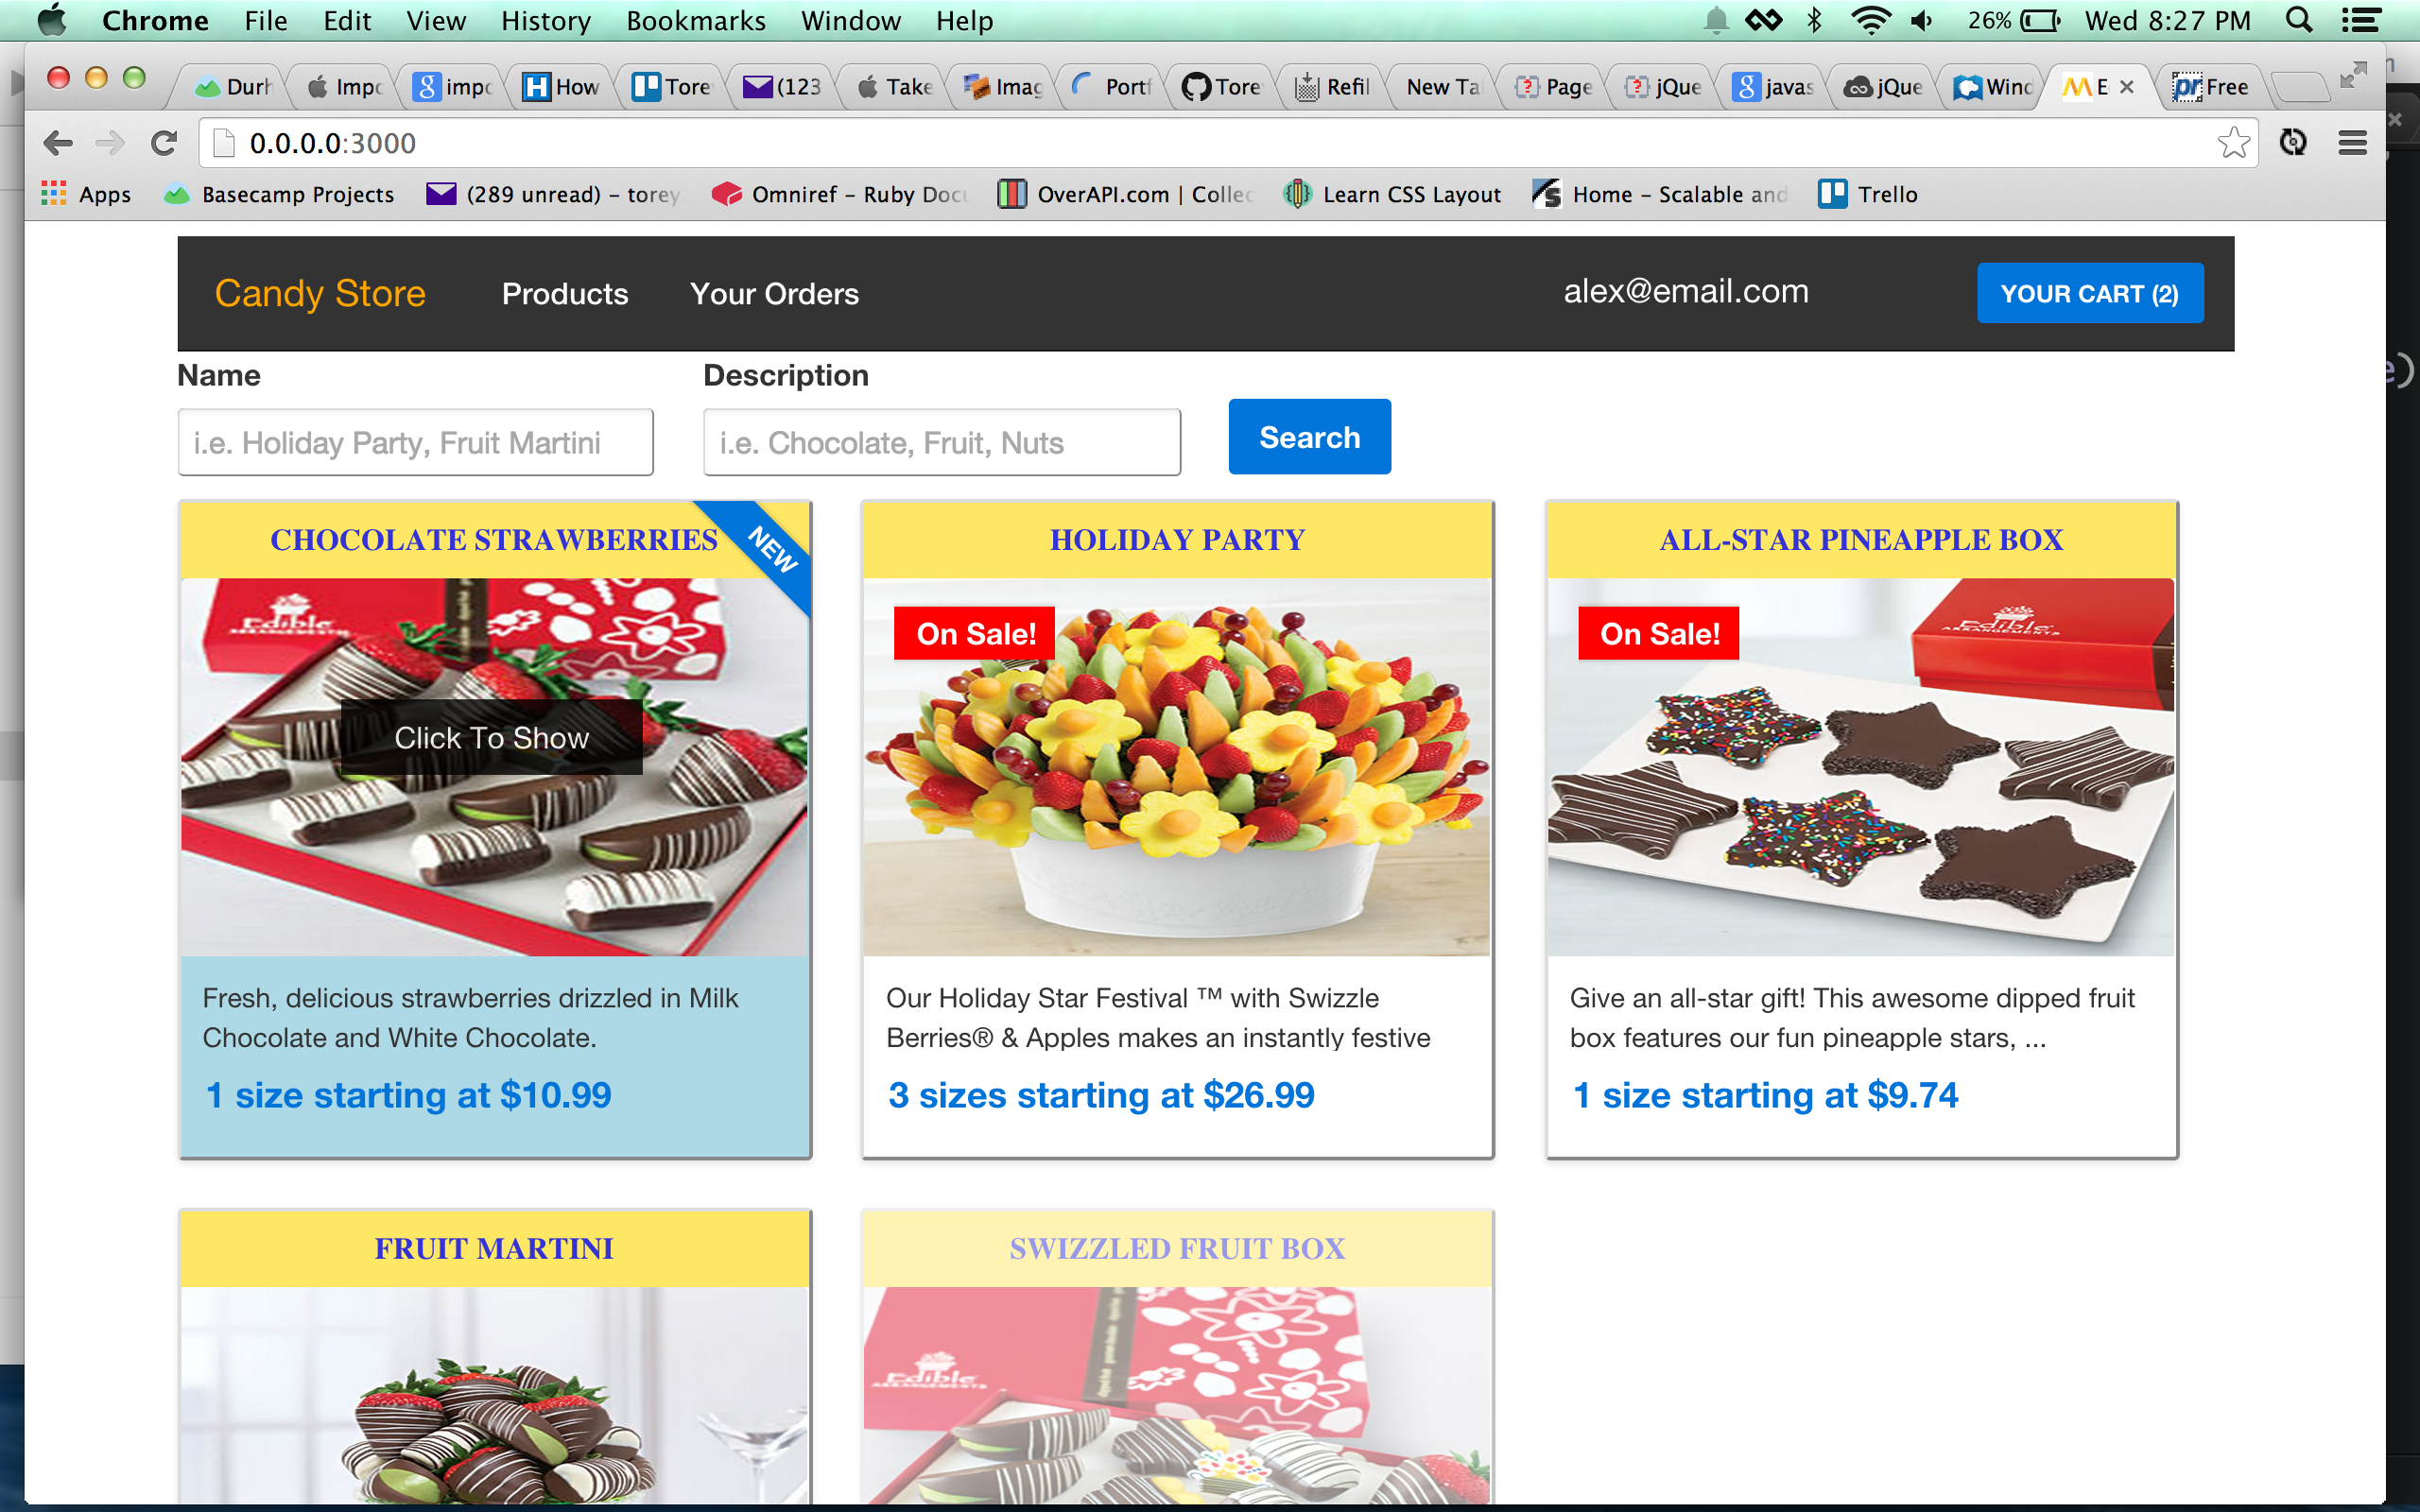 Chrome File Edit View History Bookmarks Window Help 26% Wed 8:27 PM
Durh Impo impo How Tore (123 Take Imag Portf Tore Refil New Ta Page jQue javas jQue Wind E Free
0.0.0.0:3000
Apps Basecamp Projects (289 unread) – torey Omniref – Ruby Docu OverAPI.com | Collec Learn CSS Layout Home – Scalable and Trello
Candy Store Products Your Orders alex@email.com YOUR CART (2)
Name Description
i.e. Holiday Party, Fruit Martini i.e. Chocolate, Fruit, Nuts Search
CHOCOLATE STRAWBERRIES
NEW
Edible
ARRANGEMENTS
Click To Show
Fresh, delicious strawberries drizzled in Milk
Chocolate and White Chocolate.
1 size starting at $10.99
HOLIDAY PARTY
On Sale!
Our Holiday Star Festival ™ with Swizzle
Berries® & Apples makes an instantly festive
3 sizes starting at $26.99
ALL-STAR PINEAPPLE BOX
On Sale!
Edible
ARRANGEMENTS
Give an all-star gift! This awesome dipped fruit
box features our fun pineapple stars, ...
1 size starting at $9.74
FRUIT MARTINI
SWIZZLED FRUIT BOX
Edible
ARRANGEMENTS
e)